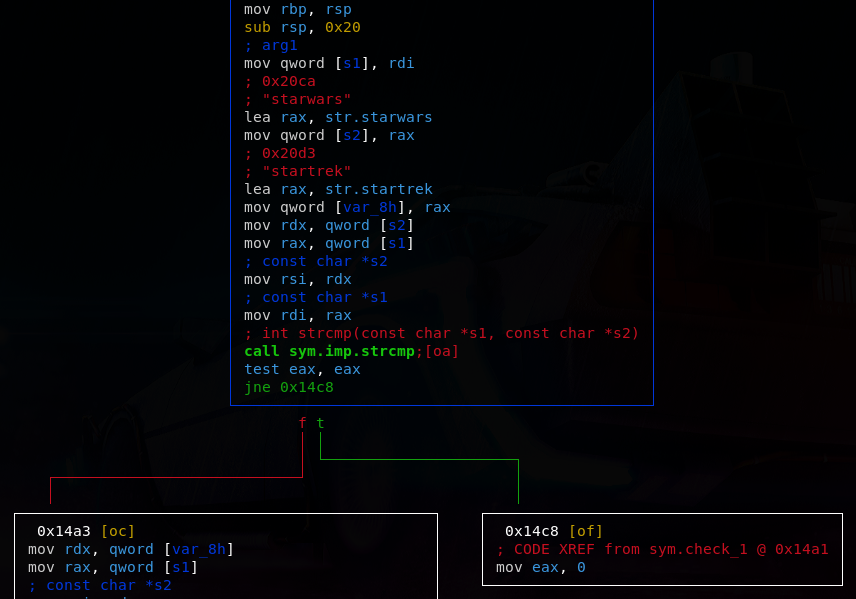 mov rbp, rsp
sub rsp, 0x20
; arg1
mov qword [s1], rdi
; 0x20ca
; "starwars"
lea rax, str.starwars
mov qword [s2], rax
; 0x20d3
; "startrek"
lea rax, str.startrek
mov qword [var_8h], rax
mov rdx, qword [s2]
mov rax, qword [s1]
; const char *s2
mov rsi, rdx
; const char *s1
mov rdi, rax
; int strcmp(const char *s1, const char *s2)
call sym.imp.strcmp;[oa]
test eax, eax
jne 0x14c8
f t
0x14a3 [oc]
mov rdx, qword [var_8h]
mov rax, qword [s1]
; const char *s2
0x14c8 [of]
; CODE XREF from sym.check_1 @ 0x14a1
mov eax, 0